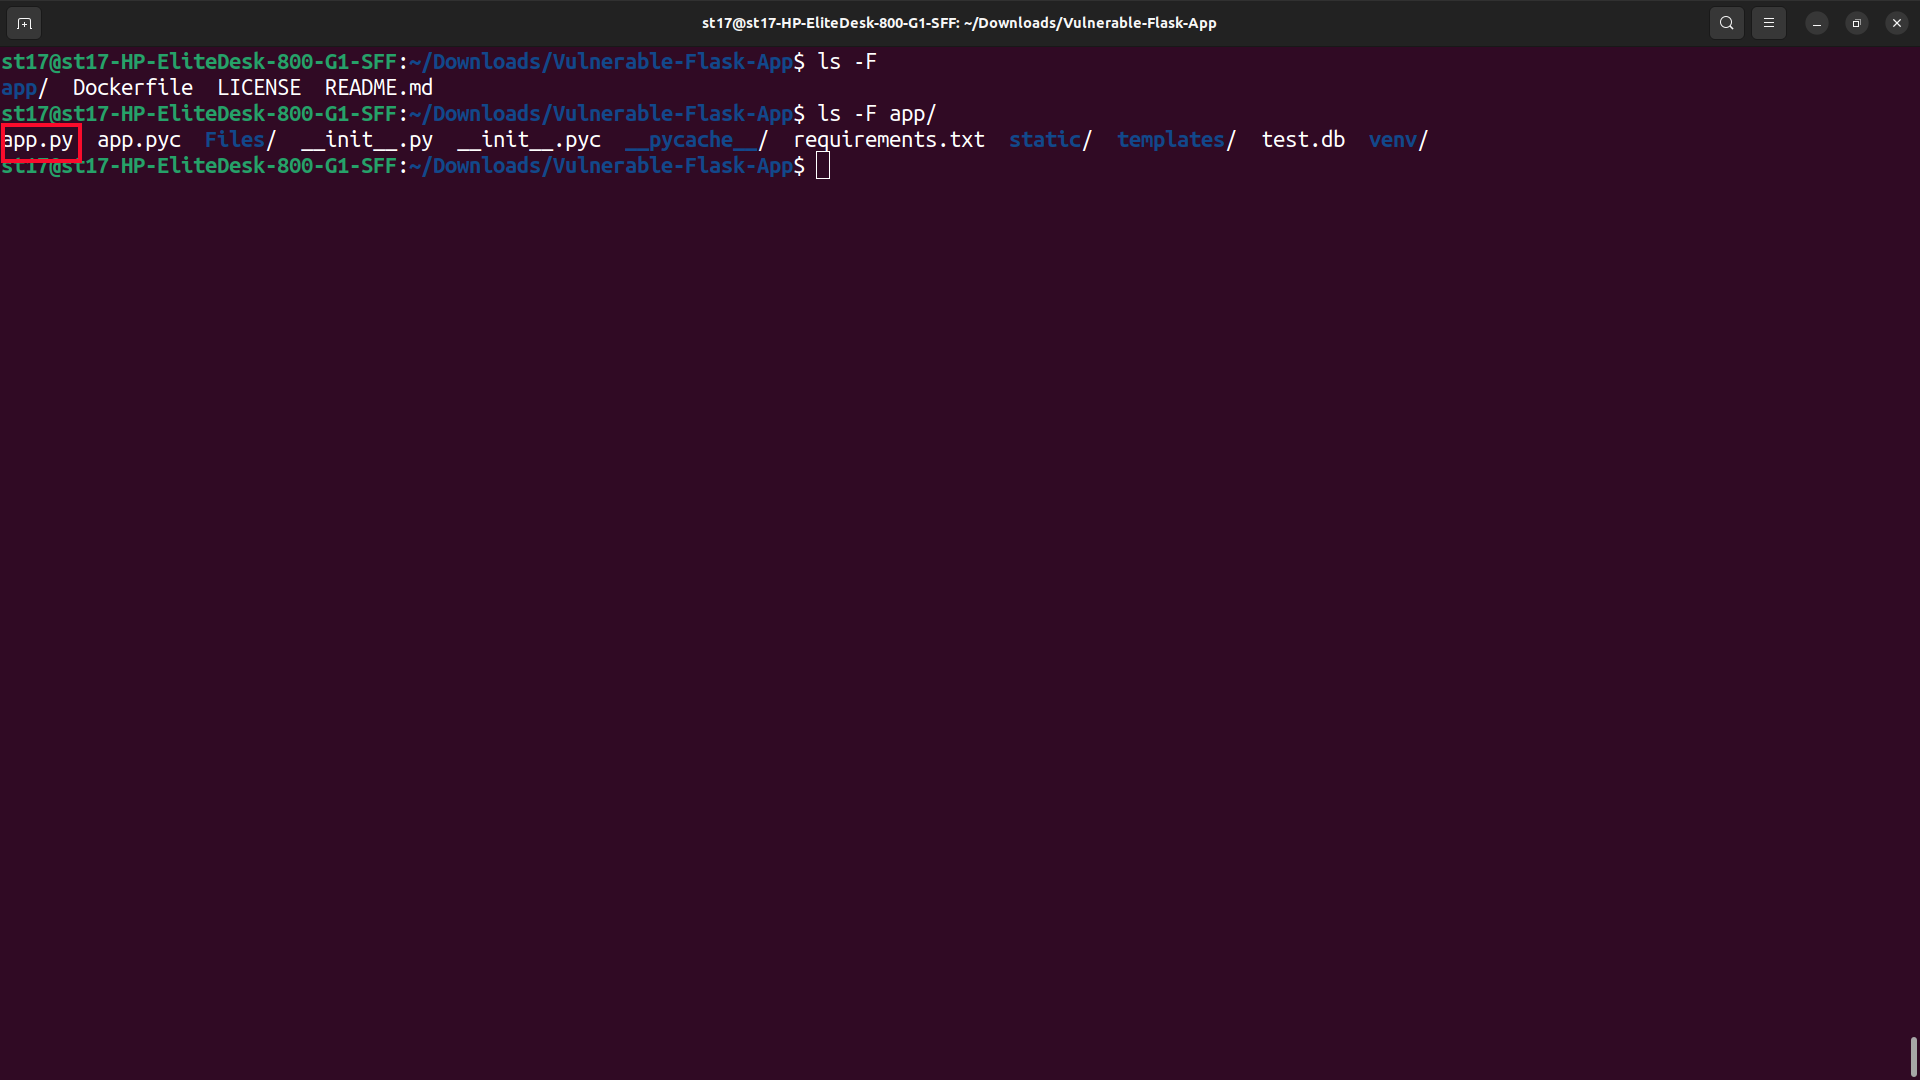 st17@st17-HP-EliteDesk-800-G1-SFF: ~/Downloads/Vulnerable-Flask-App
st17@st17-HP-EliteDesk-800-G1-SFF:~/Downloads/Vulnerable-Flask-App$ ls -F
app/  Dockerfile  LICENSE  README.md
st17@st17-HP-EliteDesk-800-G1-SFF:~/Downloads/Vulnerable-Flask-App$ ls -F app/
app.py  app.pyc  Files/  __init__.py  __init__.pyc  __pycache__/  requirements.txt  static/  templates/  test.db  venv/
st17@st17-HP-EliteDesk-800-G1-SFF:~/Downloads/Vulnerable-Flask-App$